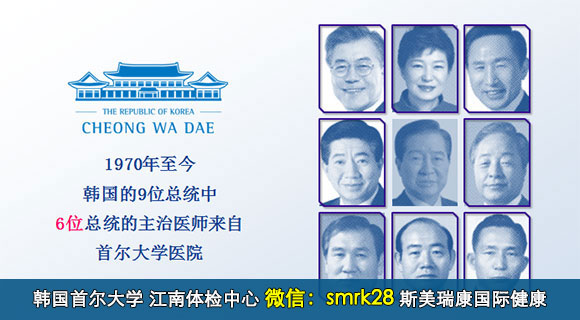 THE REPUBLIC OF KOREA
CHEONG WA DAE
1970年至今
韩国的9位总统中
6位总统的主治医师来自
首尔大学医院
韩国首尔大学 江南体检中心 微信：smrk28 斯美瑞康国际健康